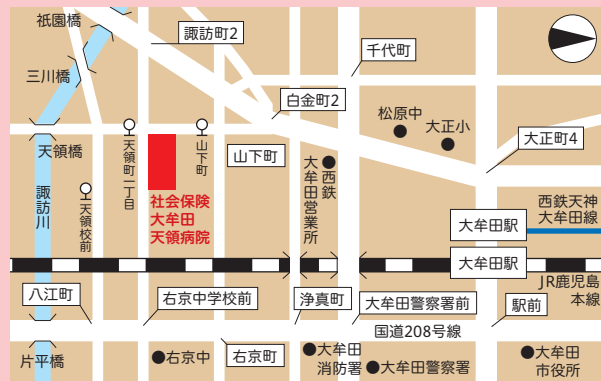 祇園橋
諏訪町2
千代町
三川橋
白金町2
松原中
大正小
大正町4
天領橋
天領町一丁目
山下町
山下町
西鉄
大牟田営業所
諏訪川
天領校前
社会保険
大牟田
天領病院
西鉄天神
大牟田線
大牟田駅
大牟田駅
JR鹿児島
本線
八江町
右京中学校前
浄真町
大牟田警察署前
駅前
国道208号線
片平橋
右京中
右京町
大牟田
消防署
大牟田警察署
大牟田
市役所